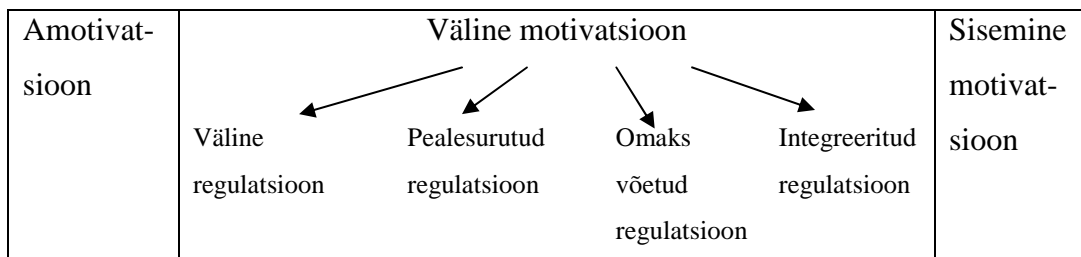 Amotivat-
sioon
Väline motivatsioon
Väline
regulatsioon
Pealesurutud
regulatsioon
Omaks
võetud
regulatsioon
Integreeritud
regulatsioon
Sisemine
motivat-
sioon